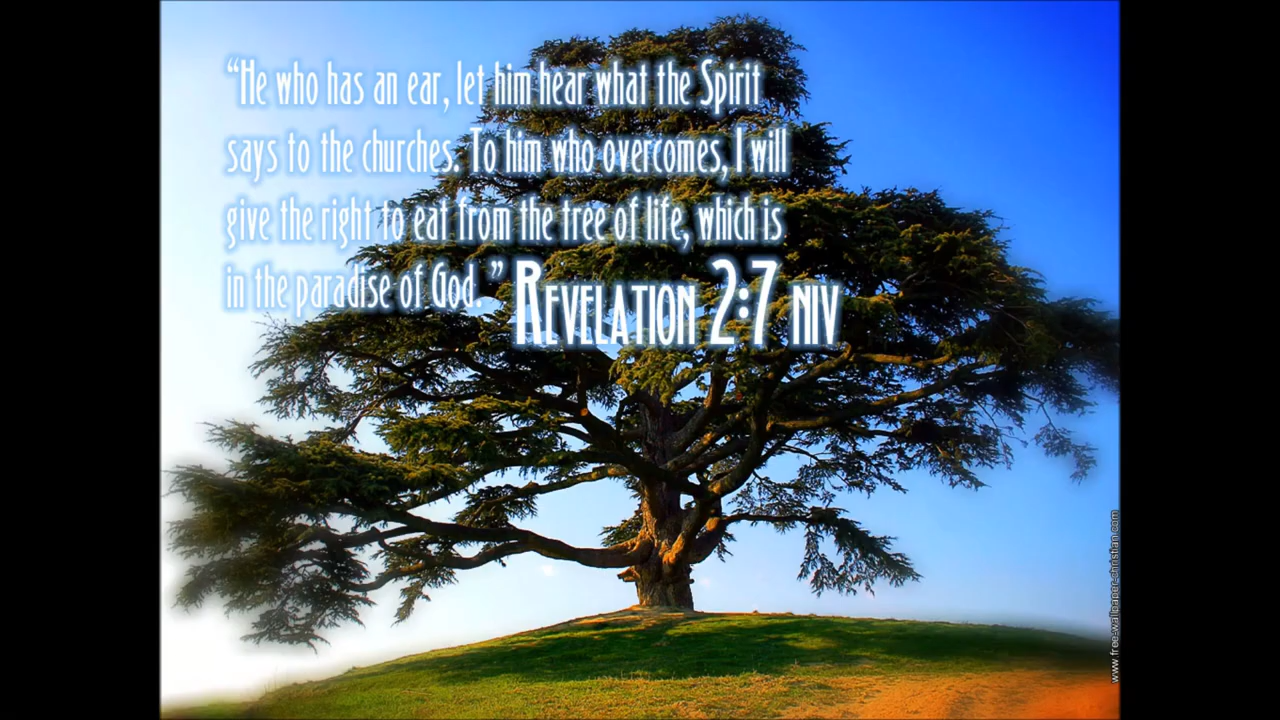 “He who has an ear, let him hear what the Spirit
says to the churches. To him who overcomes, I will
give the right to eat from the tree of life, which is
in the paradise of God.” REVELATION 2:7 NIV
www.free-wallpaper-christian.com